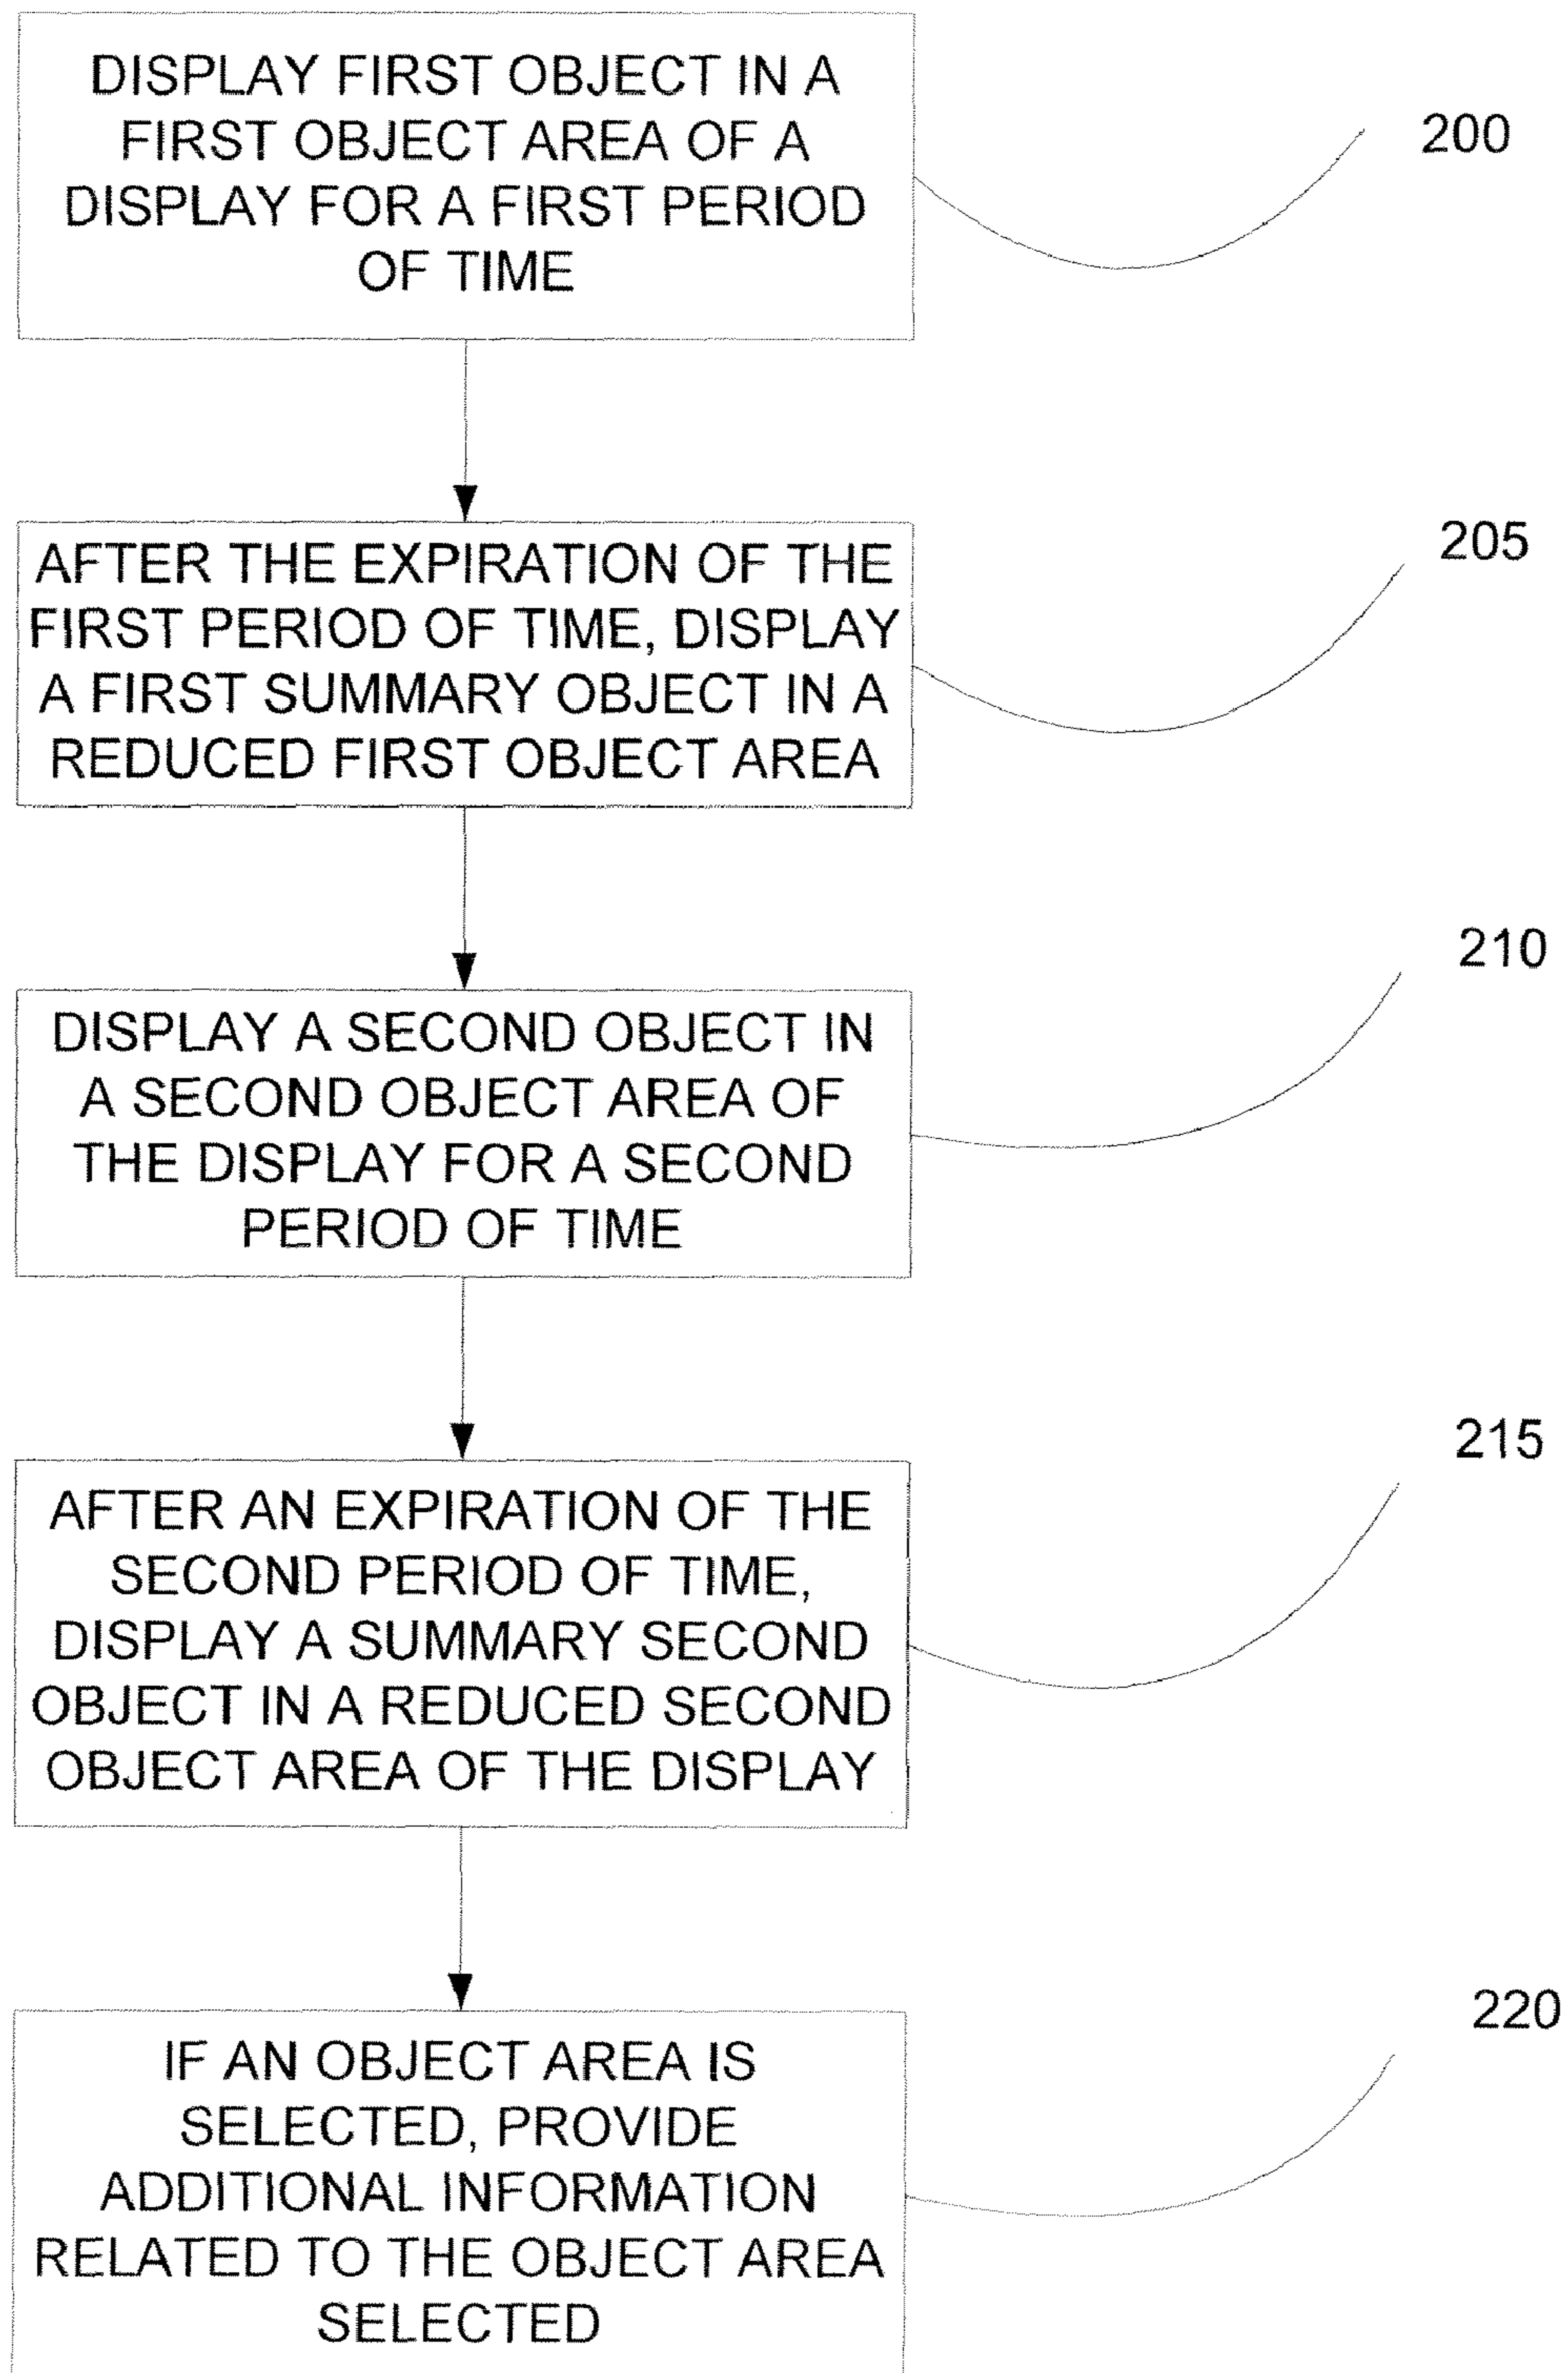 DISPLAY FIRST OBJECT IN A
FIRST OBJECT AREA OF A
DISPLAY FOR A FIRST PERIOD
OF TIME
200
AFTER THE EXPIRATION OF THE
FIRST PERIOD OF TIME, DISPLAY
A FIRST SUMMARY OBJECT IN A
REDUCED FIRST OBJECT AREA
205
DISPLAY A SECOND OBJECT IN
A SECOND OBJECT AREA OF
THE DISPLAY FOR A SECOND
PERIOD OF TIME
210
AFTER AN EXPIRATION OF THE
SECOND PERIOD OF TIME,
DISPLAY A SUMMARY SECOND
OBJECT IN A REDUCED SECOND
OBJECT AREA OF THE DISPLAY
215
IF AN OBJECT AREA IS
SELECTED, PROVIDE
ADDITIONAL INFORMATION
RELATED TO THE OBJECT AREA
SELECTED
220